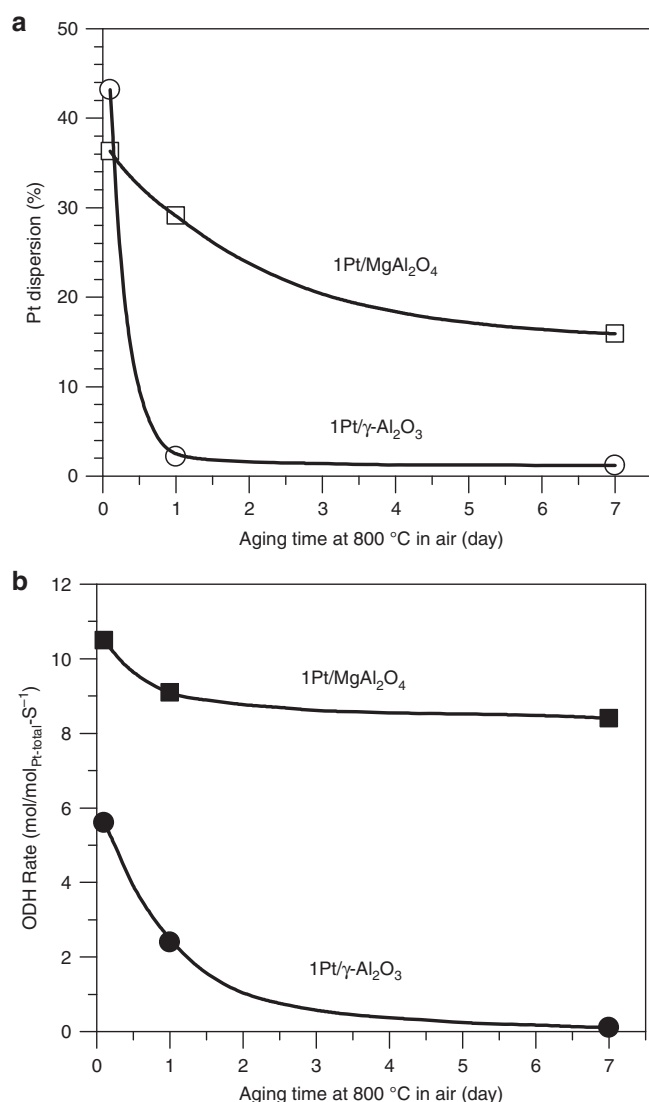 a
50
40
30
20
10
0
Pt dispersion (%)
1Pt/MgAl₂O₄
1Pt/γ-Al₂O₃
0 1 2 3 4 5 6 7
Aging time at 800 °C in air (day)
b
12
10
8
6
4
2
0
ODH Rate (mol/mol_Pt-total-S⁻¹)
1Pt/MgAl₂O₄
1Pt/γ-Al₂O₃
0 1 2 3 4 5 6 7
Aging time at 800 °C in air (day)